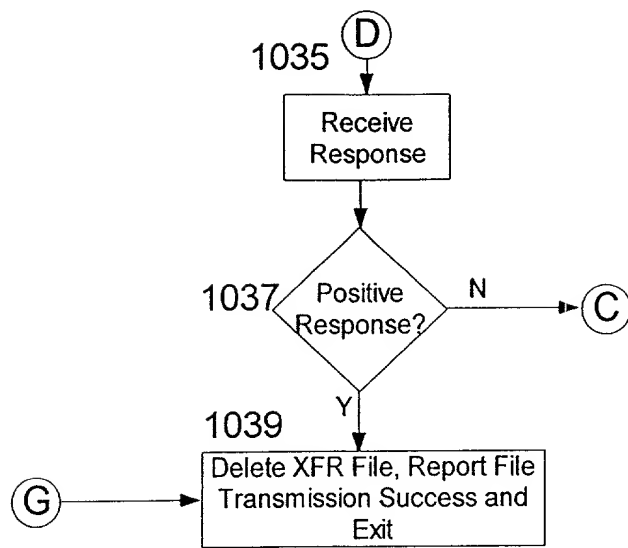 D
1035
Receive
Response
1037
Positive
Response?
N
C
Y
1039
Delete XFR File, Report File
Transmission Success and
Exit
G